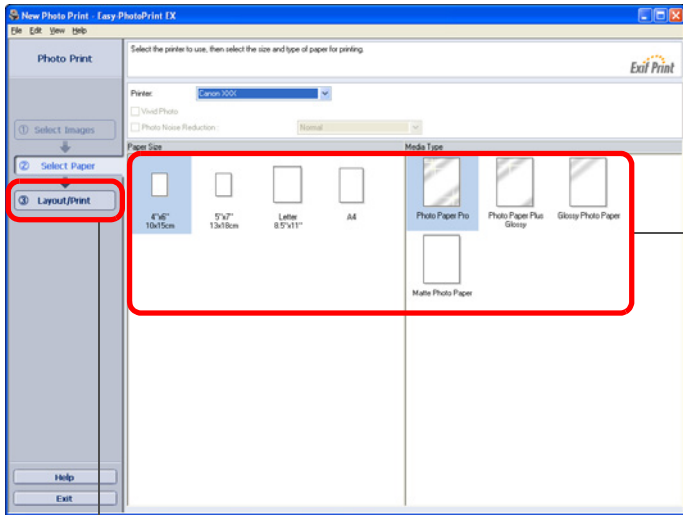 New Photo Print - Easy-PhotoPrint EX
File Edit View Help
Photo Print
Select the printer to use, then select the size and type of paper for printing.
Exif Print
Printer: Canon XXX
Vivid Photo
Photo Noise Reduction: Normal
① Select Images
② Select Paper
③ Layout/Print
Paper Size
4"x6"
10x15cm
5"x7"
13x18cm
Letter
8.5"x11"
A4
Media Type
Photo Paper Pro
Photo Paper Plus
Glossy
Glossy Photo Paper
Matte Photo Paper
Help
Exit